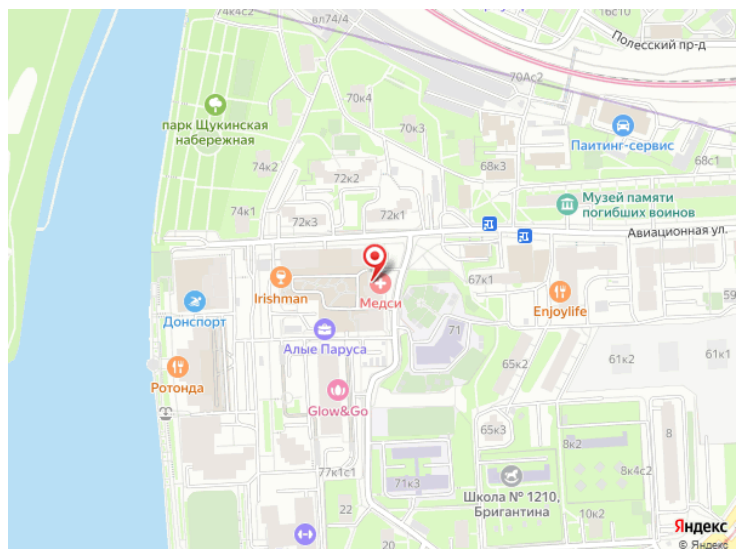 вл74/4
16с10
Полесский пр-д
70Ас2
70к4
парк Щукинская
набережная
70к3
Паитинг-сервис
74к2
68к3
68с1
72к2
Музей памяти
погибших воинов
74к1
72к3
72к1
Авиационная ул.
67к1
59
Irishman
Медси
Enjoylife
Донспорт
71
Алые Паруса
61к2
61к1
65к2
Ротонда
Glow&Go
65к3
8к2
8
77к1с1
71к3
8к4с2
Школа № 1210,
Бригантина
22
10к2
20
Яндекс
© Яндекс